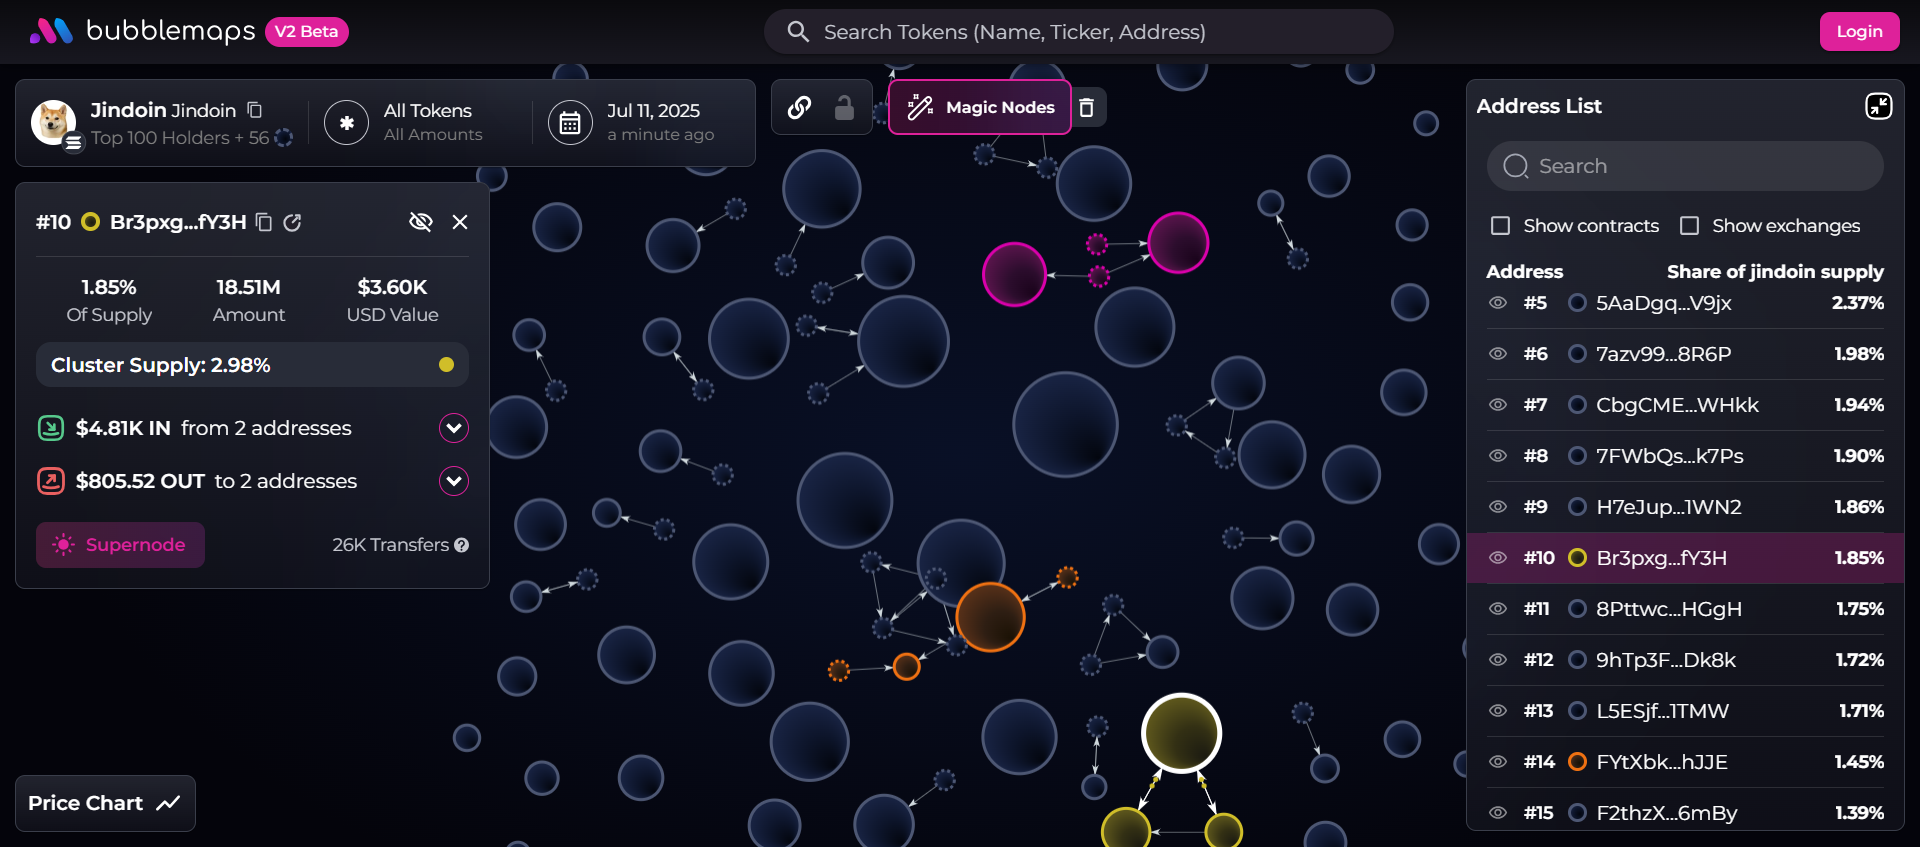 bubblemaps V2 Beta
Search Tokens (Name, Ticker, Address)
Login
Jindoin Jindoin
Top 100 Holders + 56
All Tokens
All Amounts
Jul 11, 2025
a minute ago
Magic Nodes
#10 Br3pxg...fY3H
1.85% 18.51M $3.60K
Of Supply Amount USD Value
Cluster Supply: 2.98%
$4.81K IN from 2 addresses
$805.52 OUT to 2 addresses
Supernode 26K Transfers ?
Price Chart
Address List
Search
Show contracts Show exchanges
Address Share of jindoin supply
#5 5AaDgq...V9jx 2.37%
#6 7azv99...8R6P 1.98%
#7 CbgCME...WHkk 1.94%
#8 7FWbQs...k7Ps 1.90%
#9 H7eJup...1WN2 1.86%
#10 Br3pxg...fY3H 1.85%
#11 8Pttwc...HGgH 1.75%
#12 9hTp3F...Dk8k 1.72%
#13 L5ESjf...1TMW 1.71%
#14 FYtXbk...hJJE 1.45%
#15 F2thzX...6mBy 1.39%